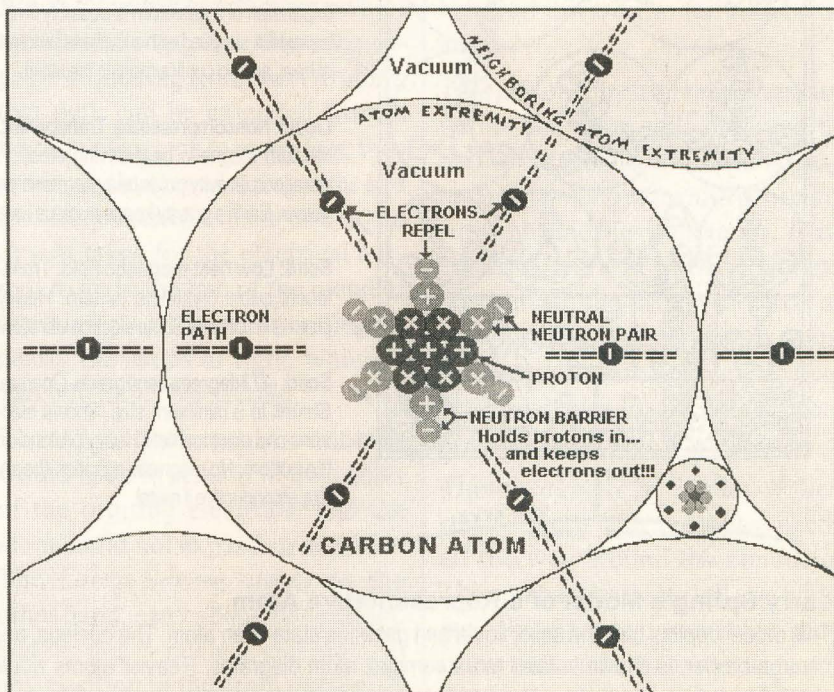 Vacuum
NEIGHBORING ATOM EXTREMITY
ATOM EXTREMITY
Vacuum
ELECTRONS
REPEL
ELECTRON
PATH
NEUTRAL
NEUTRON PAIR
PROTON
NEUTRON BARRIER
Holds protons in...
and keeps
electrons out!!!
CARBON ATOM